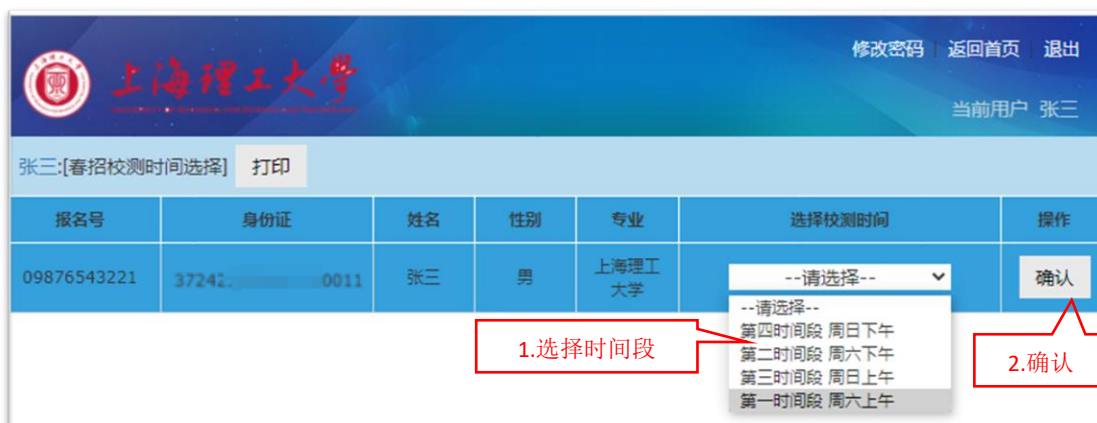 修改密码 返回首页 退出
上海理工大學
当前用户 张三
张三:[春招校测时间选择] 打印
报名号 身份证 姓名 性别 专业 选择校测时间 操作
09876543221 37242 0011 张三 男 上海理工
大学 --请选择-- 确认
--请选择--
第四时间段 周日下午
第二时间段 周六下午
第三时间段 周日上午
第一时间段 周六上午
1.选择时间段
2.确认